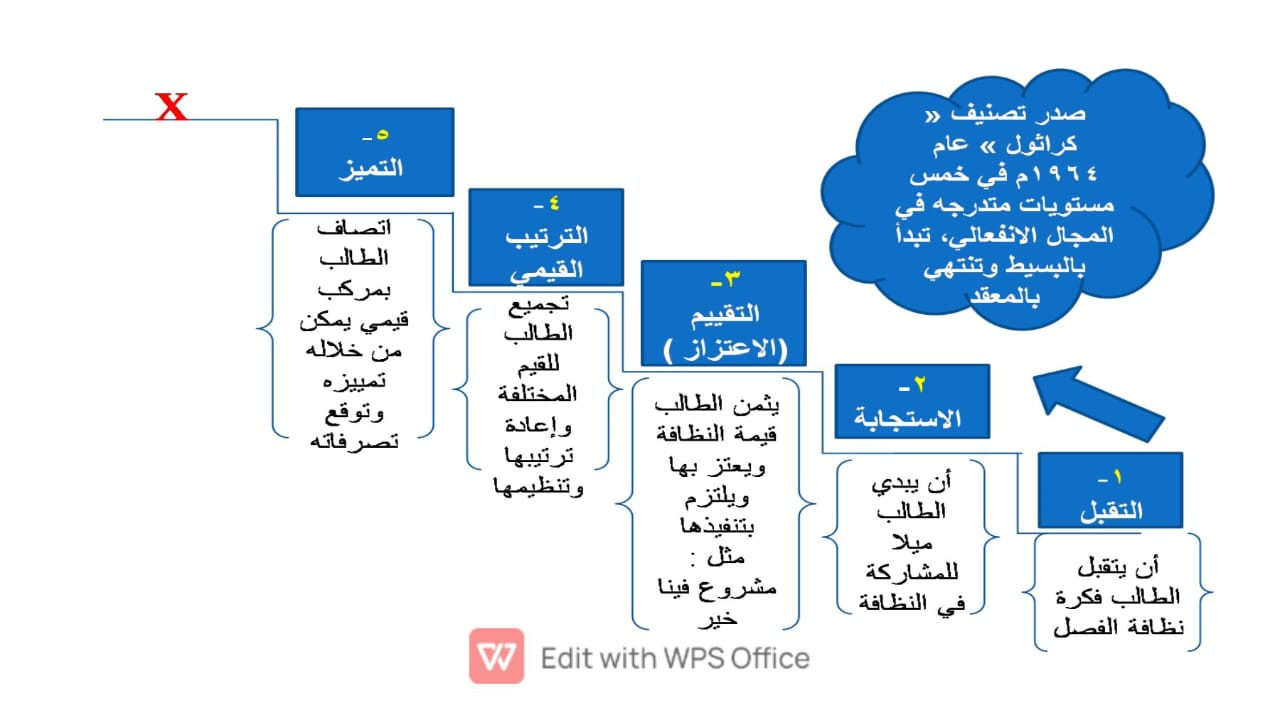 صدر تصنيف «
كراثول » عام
١٩٦٤م في خمس
مستويات متدرجه في
المجال الانفعالي، تبدأ
بالبسيط وتنتهي
بالمعقد
١-
التقبل
أن يتقبل
الطالب فكرة
نظافة الفصل
٢-
الاستجابة
أن يبدي
الطالب
ميلا
للمشاركة
في النظافة
٣-
التقييم
(الاعتزاز )
يثمن الطالب
قيمة النظافة
ويعتز بها
ويلتزم
بتنفيذها
مثل :
مشروع فينا
خير
٤-
الترتيب
القيمي
تجميع
الطالب
للقيم
المختلفة
وإعادة
ترتيبها
وتنظيمها
٥-
التميز
اتصاف
الطالب
بمركب
قيمي يمكن
من خلاله
تمييزه
وتوقع
تصرفاته
X
Edit with WPS Office